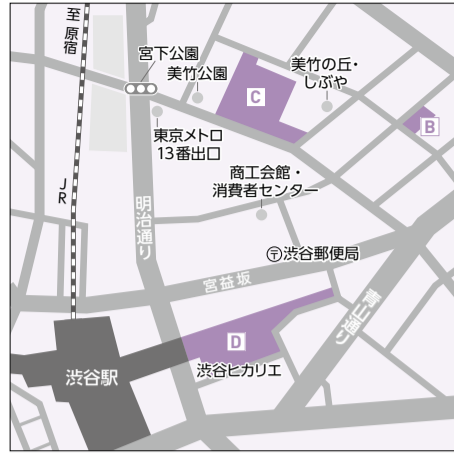 至 原宿
宮下公園
美竹公園
美竹の丘・
しぶや
C
B
東京メトロ
13番出口
商工会館・
消費者センター
JR
明治通り
〒渋谷郵便局
宮益坂
青山通り
D
渋谷ヒカリエ
渋谷駅